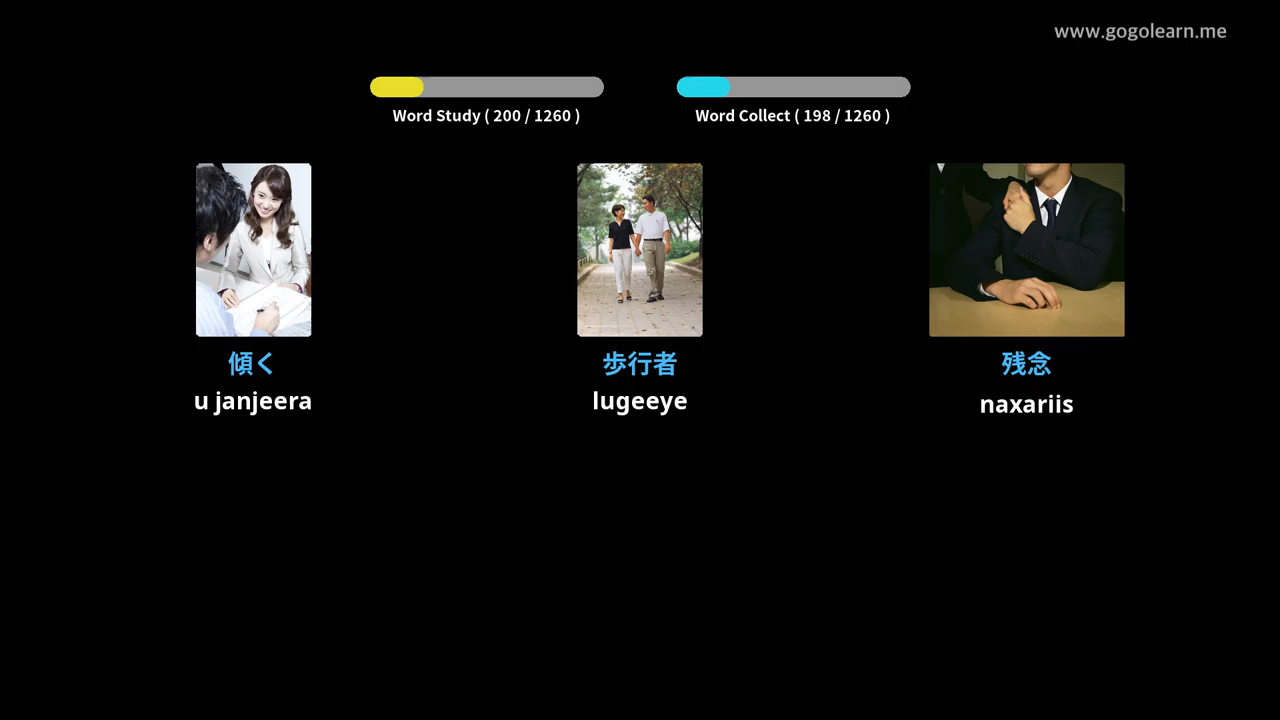 www.gogolearn.me
Word Study ( 200 / 1260 )
Word Collect ( 198 / 1260 )
傾く
歩行者
残念
u janjeera
lugeeye
naxariis